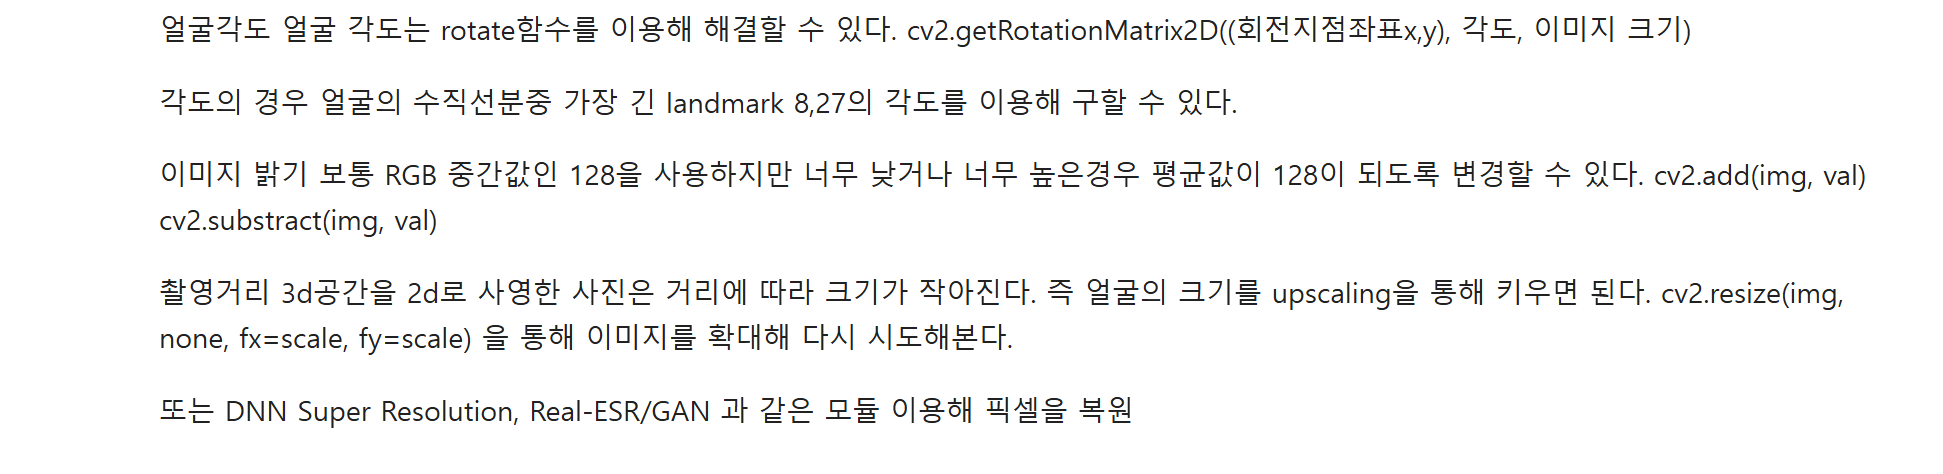 얼굴각도 얼굴 각도는 rotate함수를 이용해 해결할 수 있다. cv2.getRotationMatrix2D((회전지점좌표x,y), 각도, 이미지 크기)
각도의 경우 얼굴의 수직선분중 가장 긴 landmark 8,27의 각도를 이용해 구할 수 있다.
이미지 밝기 보통 RGB 중간값인 128을 사용하지만 너무 낮거나 너무 높은경우 평균값이 128이 되도록 변경할 수 있다. cv2.add(img, val)
cv2.substract(img, val)
촬영거리 3d공간을 2d로 사영한 사진은 거리에 따라 크기가 작아진다. 즉 얼굴의 크기를 upscaling을 통해 키우면 된다. cv2.resize(img,
none, fx=scale, fy=scale) 을 통해 이미지를 확대해 다시 시도해본다.
또는 DNN Super Resolution, Real-ESR/GAN 과 같은 모듈 이용해 픽셀을 복원